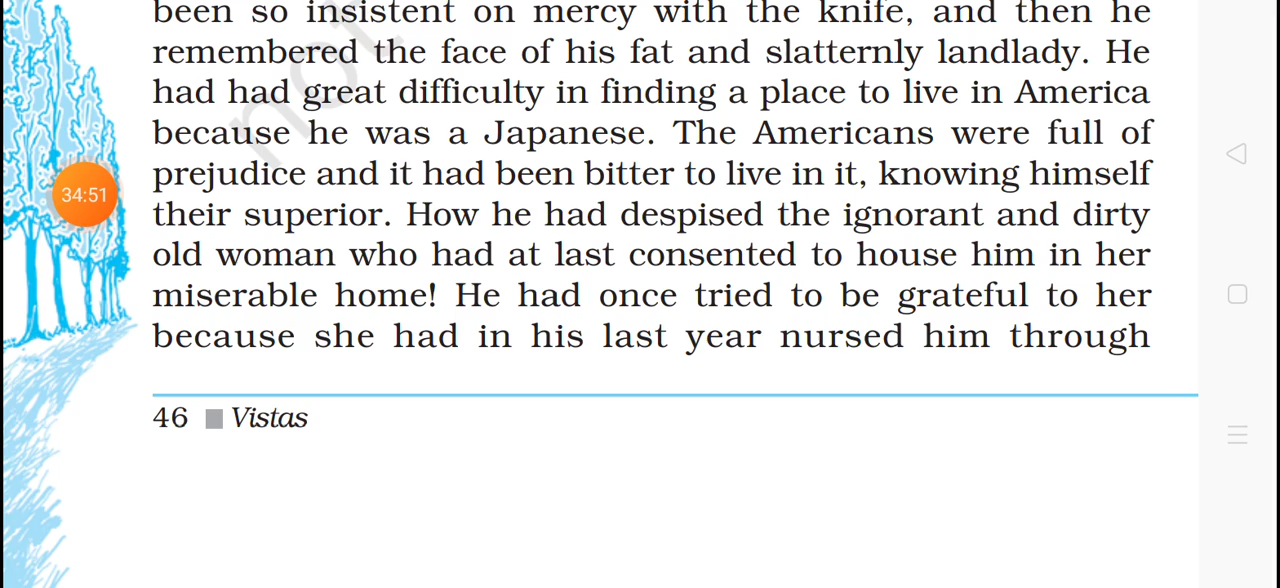 been so insistent on mercy with the knife, and then he
remembered the face of his fat and slatternly landlady. He
had had great difficulty in finding a place to live in America
because he was a Japanese. The Americans were full of
prejudice and it had been bitter to live in it, knowing himself
34:51
their superior. How he had despised the ignorant and dirty
old woman who had at last consented to house him in her
miserable home! He had once tried to be grateful to her
because she had in his last year nursed him through
46 Vistas
not